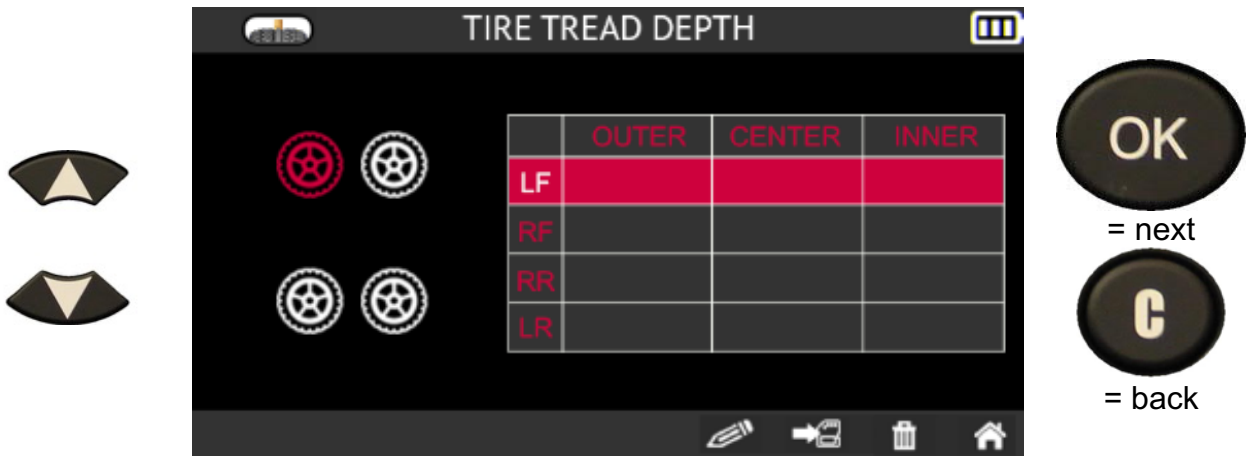 TIRE TREAD DEPTH
OUTER CENTER INNER
LF
RF
RR
LR
OK
= next
C
= back